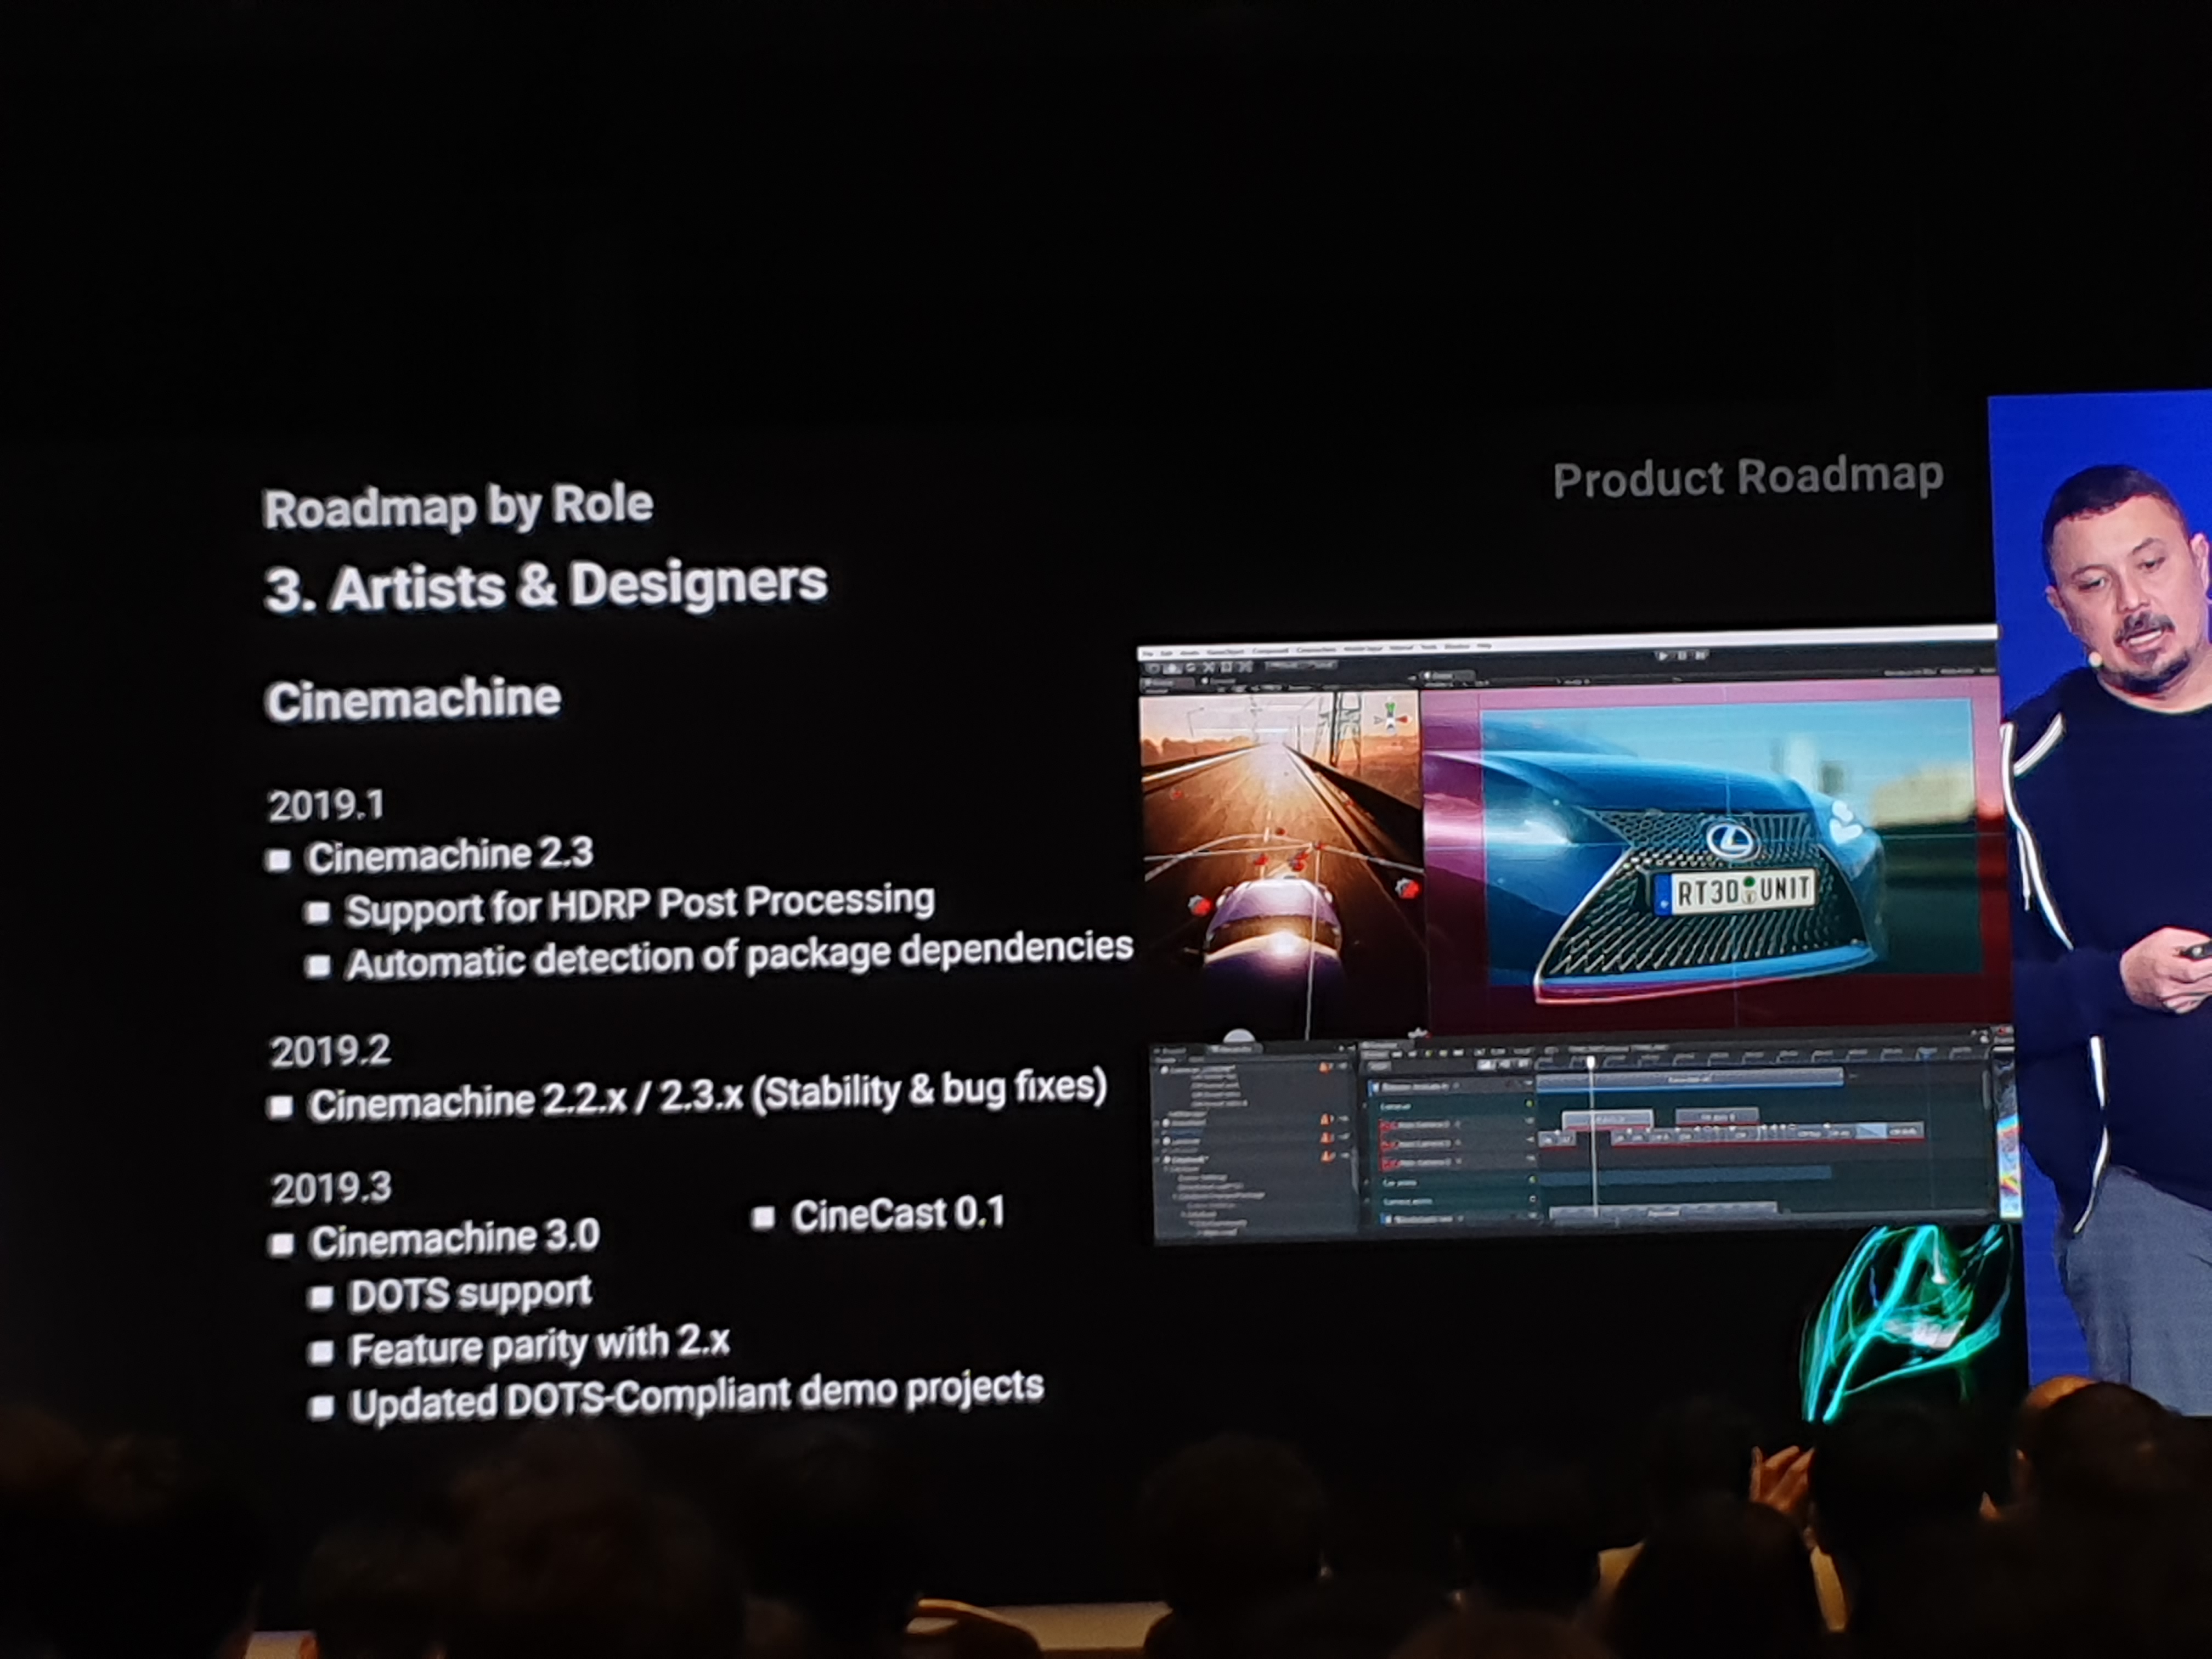 Product Roadmap
Roadmap by Role
3. Artists & Designers
Cinemachine
2019.1
Cinemachine 2.3
Support for HDRP Post Processing
Automatic detection of package dependencies
2019.2
Cinemachine 2.2.x / 2.3.x (Stability & bug fixes)
2019.3
Cinemachine 3.0
CineCast 0.1
DOTS support
Feature parity with 2.x
Updated DOTS-Compliant demo projects
RT3D UNIT